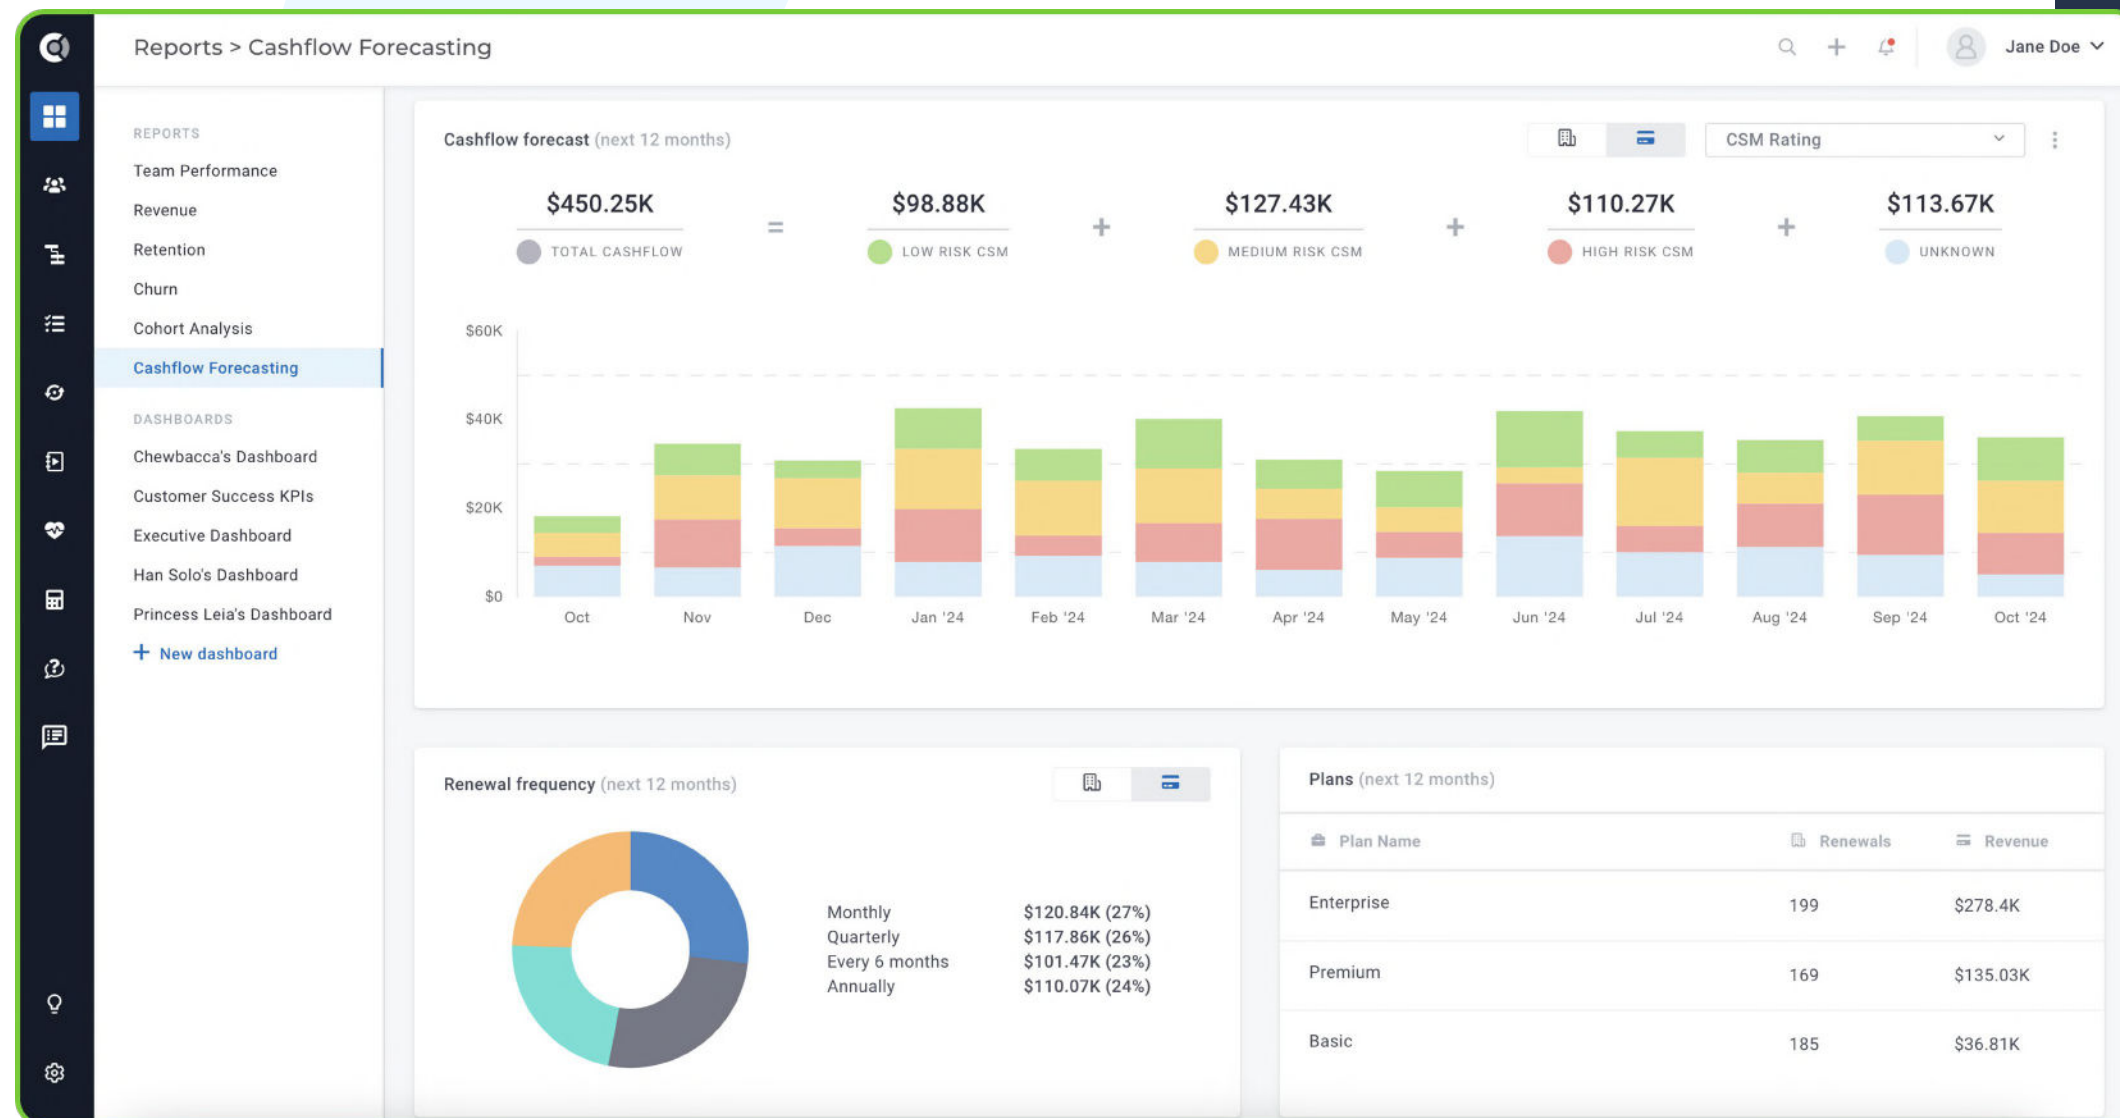 Reports > Cashflow Forecasting
Jane Doe
REPORTS
Team Performance
Revenue
Retention
Churn
Cohort Analysis
Cashflow Forecasting
DASHBOARDS
Chewbacca's Dashboard
Customer Success KPIs
Executive Dashboard
Han Solo's Dashboard
Princess Leia's Dashboard
+ New dashboard
Cashflow forecast (next 12 months)
CSM Rating
$450.25K = $98.88K + $127.43K + $110.27K + $113.67K
TOTAL CASHFLOW LOW RISK CSM MEDIUM RISK CSM HIGH RISK CSM UNKNOWN
$60K
$40K
$20K
$0
Oct Nov Dec Jan '24 Feb '24 Mar '24 Apr '24 May '24 Jun '24 Jul '24 Aug '24 Sep '24 Oct '24
Renewal frequency (next 12 months)
Monthly $120.84K (27%)
Quarterly $117.86K (26%)
Every 6 months $101.47K (23%)
Annually $110.07K (24%)
Plans (next 12 months)
Plan Name Renewals Revenue
Enterprise 199 $278.4K
Premium 169 $135.03K
Basic 185 $36.81K